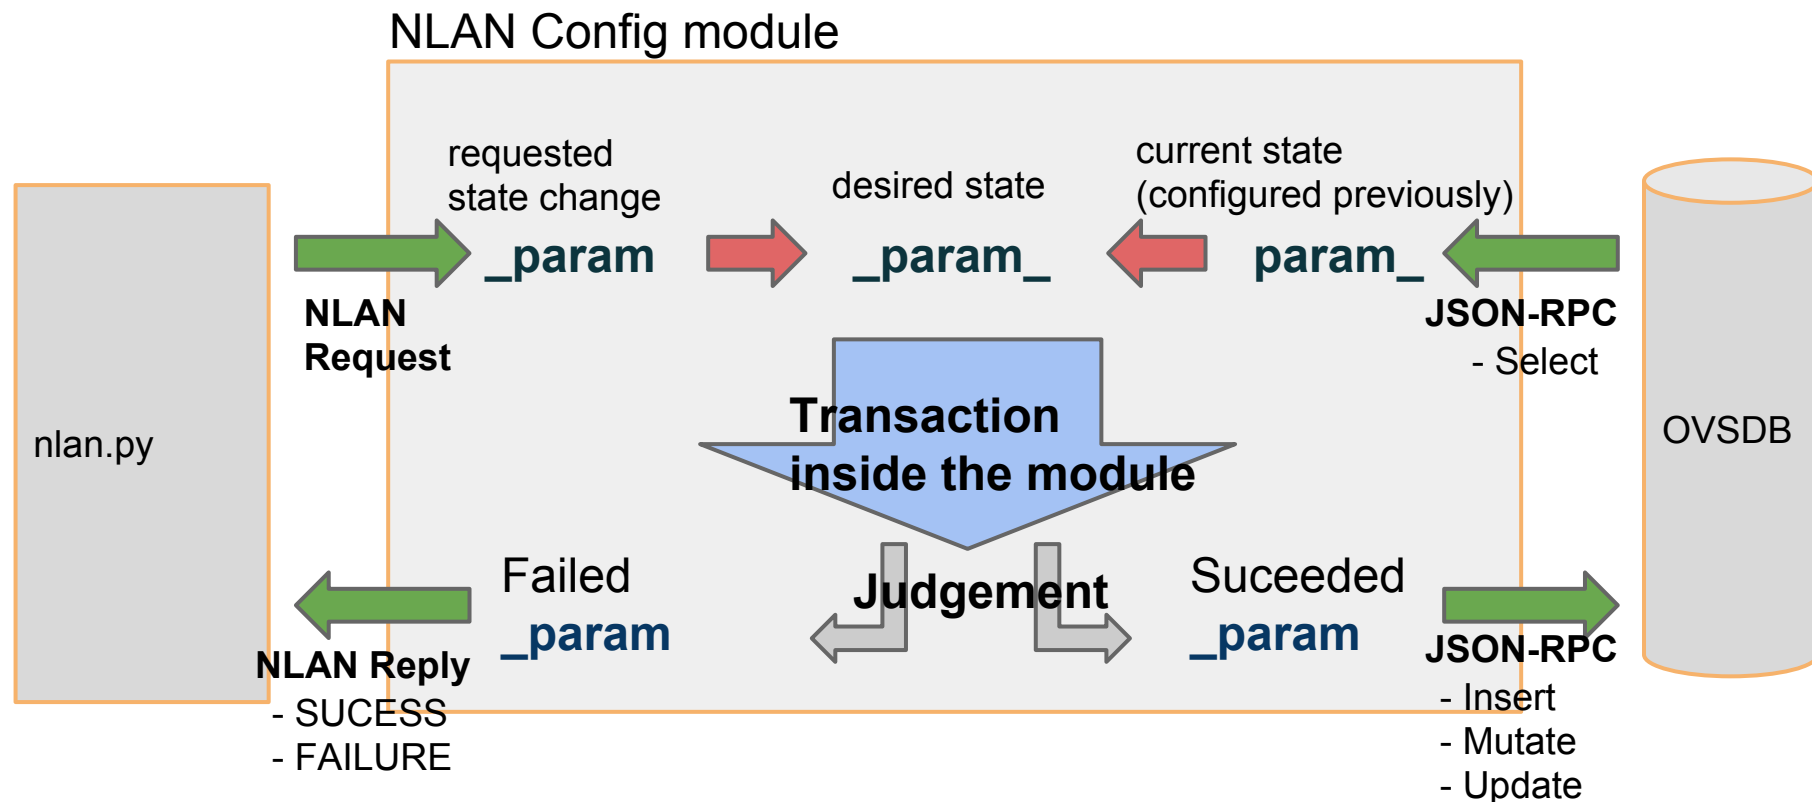 NLAN Config module
requested
state change
_param
desired state
_param_
current state
(configured previously)
param_
NLAN
Request
JSON-RPC
- Select
nlan.py
Transaction
inside the module
OVSDB
Failed
_param
Judgement
Suceeded
_param
NLAN Reply
- SUCESS
- FAILURE
JSON-RPC
- Insert
- Mutate
- Update